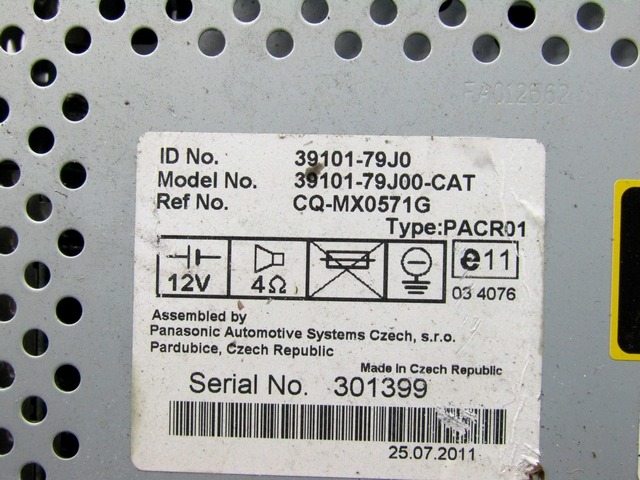 FA012562
ID No. 39101-79J0
Model No. 39101-79J00-CAT
Ref No. CQ-MX0571G
Type:PACR01
12V 4Ω e11
03 4076
Assembled by
Panasonic Automotive Systems Czech, s.r.o.
Pardubice, Czech Republic
Made in Czech Republic
Serial No. 301399
25.07.2011